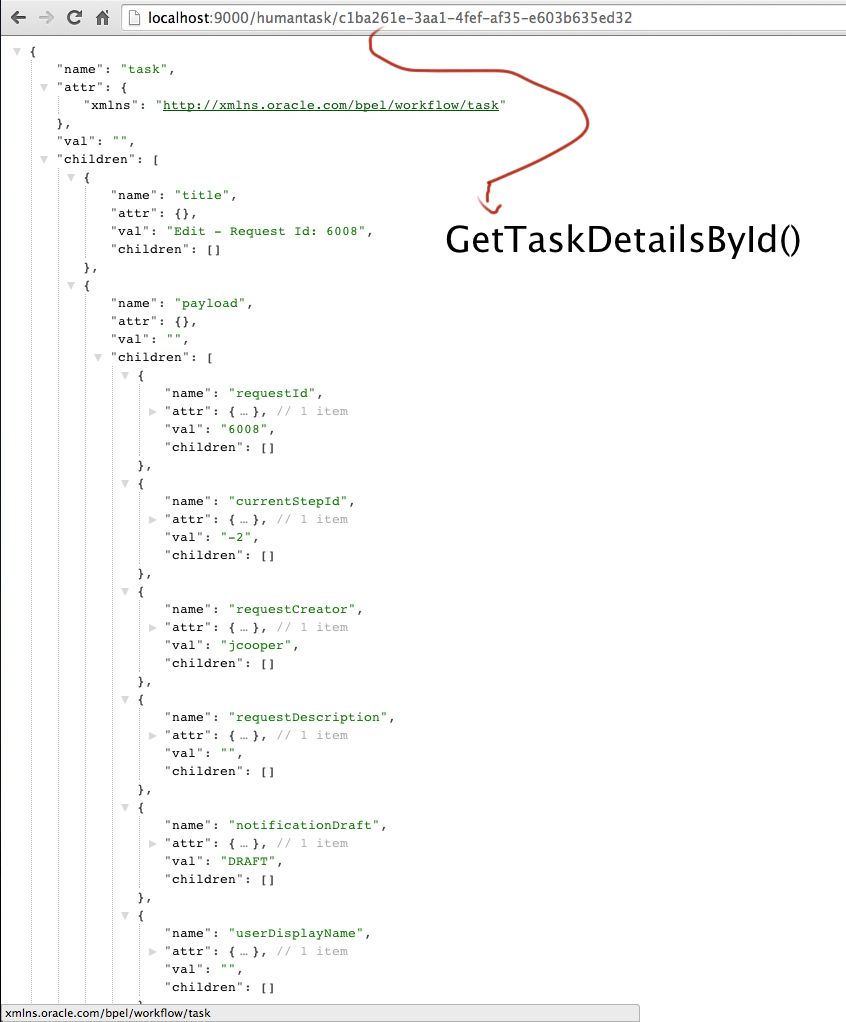 localhost:9000/humantask/c1ba261e-3aa1-4fef-af35-e603b635ed32
{
"name": "task",
"attr": {
"xmlns": "http://xmlns.oracle.com/bpel/workflow/task"
},
"val": "",
"children": [
{
"name": "title",
"attr": {},
"val": "Edit - Request Id: 6008",
"children": []
},
GetTaskDetailsById()
{
"name": "payload",
"attr": {},
"val": "",
"children": [
{
"name": "requestId",
"attr": { … }, // 1 item
"val": "6008",
"children": []
},
{
"name": "currentStepId",
"attr": { … }, // 1 item
"val": "-2",
"children": []
},
{
"name": "requestCreator",
"attr": { … }, // 1 item
"val": "jcooper",
"children": []
},
{
"name": "requestDescription",
"attr": { … }, // 1 item
"val": "",
"children": []
},
{
"name": "notificationDraft",
"attr": { … }, // 1 item
"val": "DRAFT",
"children": []
},
{
"name": "userDisplayName",
"attr": { … }, // 1 item
"val": "",
"children": []
xmlns.oracle.com/bpel/workflow/task